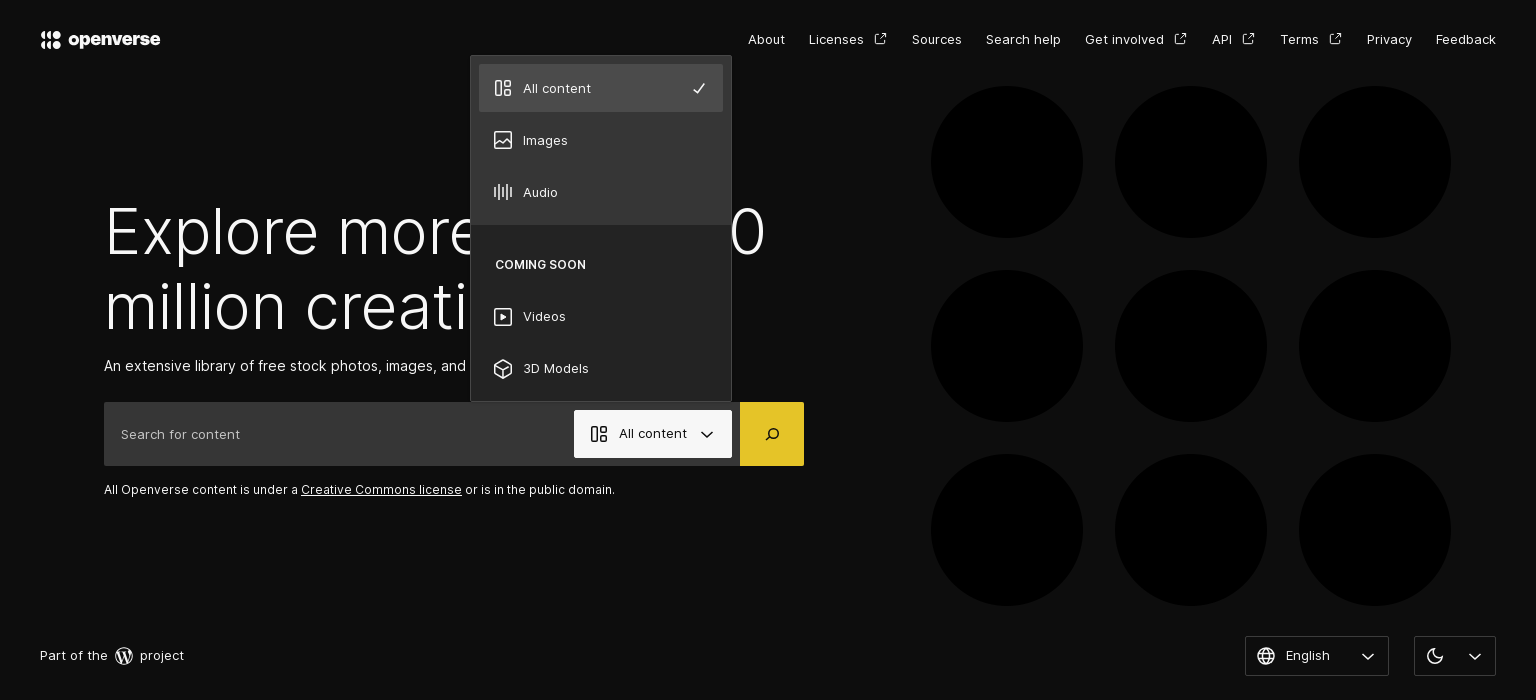 openverse
About
Licenses
Sources
Search help
Get involved
API
Terms
Privacy
Feedback
All content
Images
Audio
COMING SOON
Videos
3D Models
Explore more 0
million creati
An extensive library of free stock photos, images, and
Search for content
All content
All Openverse content is under a Creative Commons license or is in the public domain.
Part of the project
English